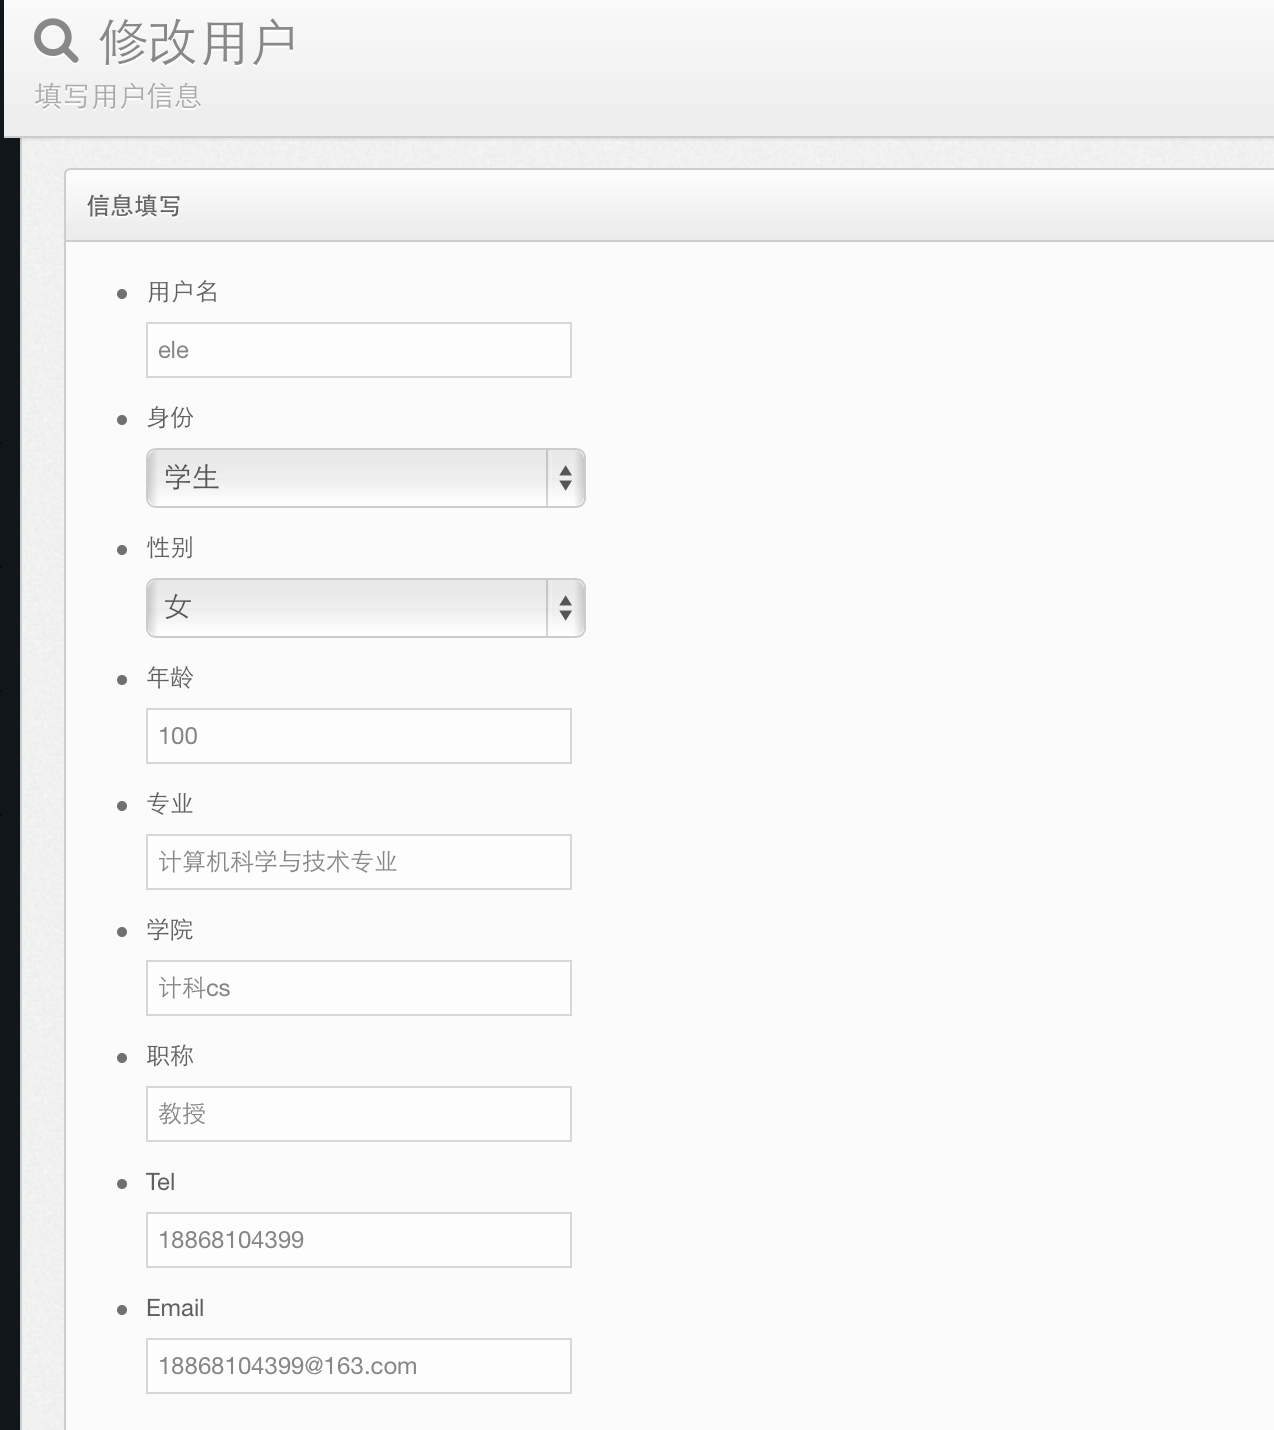 修改用户
填写用户信息
信息填写
用户名
ele
身份
学生
性别
女
年龄
100
专业
计算机科学与技术专业
学院
计科cs
职称
教授
Tel
18868104399
Email
18868104399@163.com